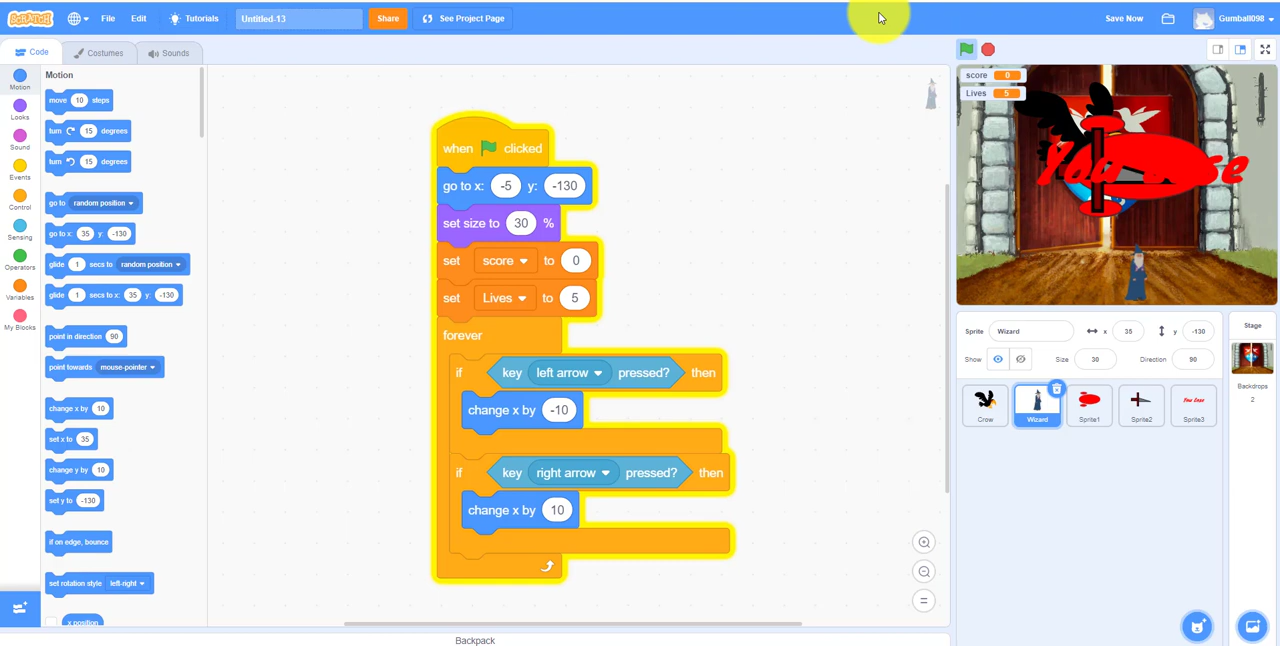 SCRATCH File Edit Tutorials Untitled-13 Share See Project Page Save Now Gumball098
Code Costumes Sounds
Motion
Looks
Sound
Events
Control
Sensing
Operators
Variables
My Blocks
Motion
move 10 steps
turn 15 degrees
turn 15 degrees
go to random position
go to x: 35 y: -130
glide 1 secs to random position
glide 1 secs to x: 35 y: -130
point in direction 90
point towards mouse-pointer
change x by 10
set x to 35
change y by 10
set y to -130
if on edge, bounce
set rotation style left-right
x position
when clicked
go to x: -5 y: -130
set size to 30 %
set score to 0
set Lives to 5
forever
if key left arrow pressed? then
change x by -10
if key right arrow pressed? then
change x by 10
Backpack
score 0
Lives 5
Sprite Wizard x 35 y -130
Show Size 30 Direction 90
Crow Wizard Sprite1 Sprite2 Sprite3
You Lose
Stage
Backdrops
2